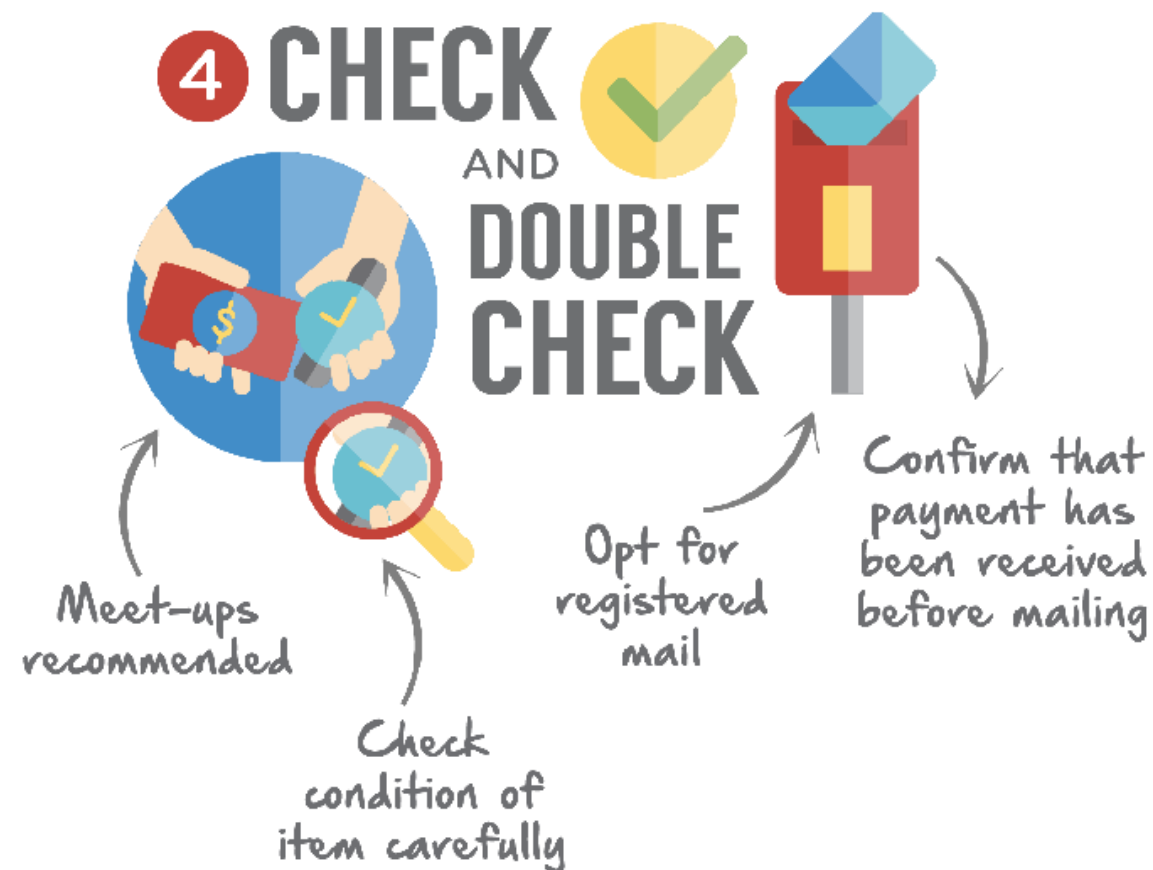 4 CHECK
AND
DOUBLE
CHECK
$
Meet-ups
recommended
Check
condition of
item carefully
Opt for
registered
mail
Confirm that
payment has
been received
before mailing